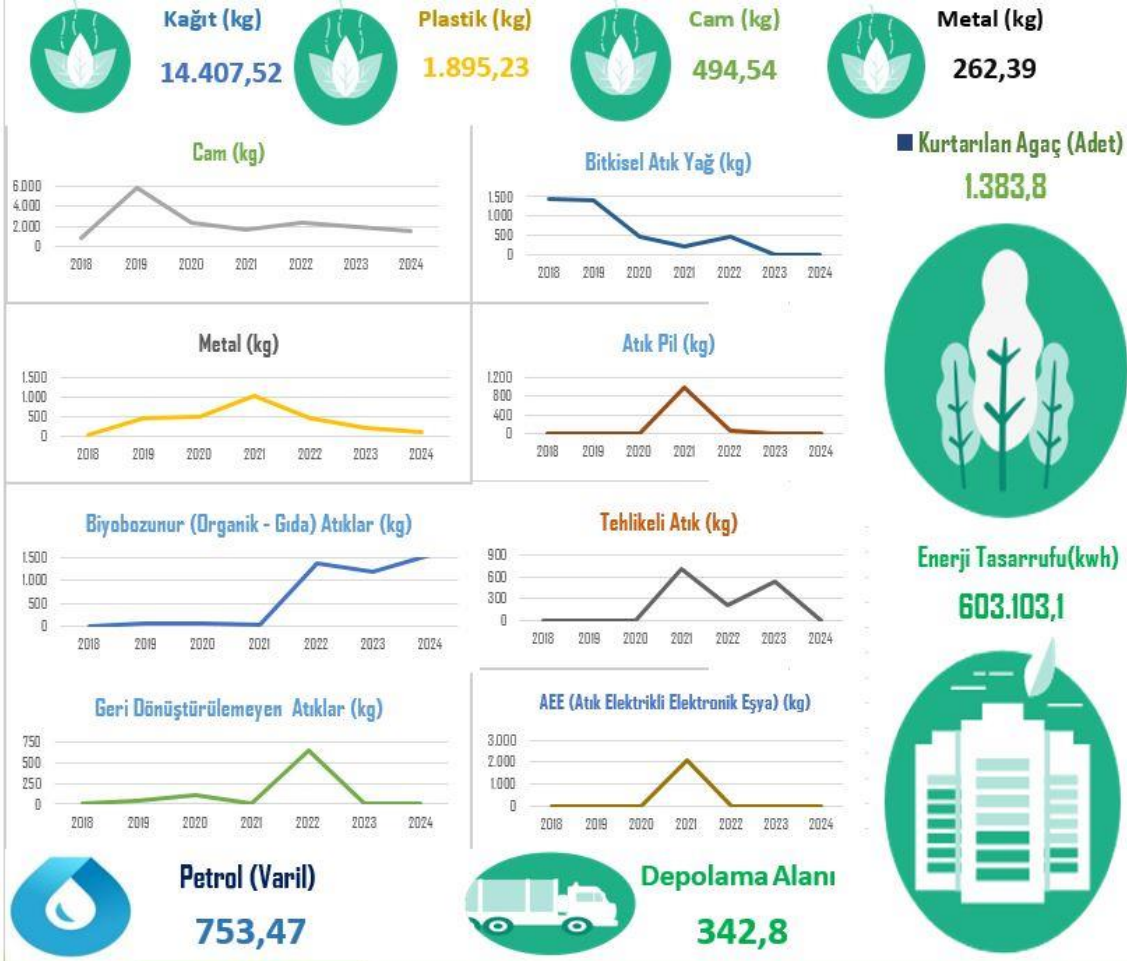 Kağıt (kg)
14.407,52
Plastik (kg)
1.895,23
Cam (kg)
494,54
Metal (kg)
262,39
Cam (kg)
6.000
4.000
2.000
0
2018 2019 2020 2021 2022 2023 2024
Bitkisel Atık Yağ (kg)
1.500
1.000
500
0
2018 2019 2020 2021 2022 2023 2024
Kurtarılan Agaç (Adet)
1.383,8
Metal (kg)
1.500
1.000
500
0
2018 2019 2020 2021 2022 2023 2024
Atık Pil (kg)
1.200
800
400
0
2018 2019 2020 2021 2022 2023 2024
Biyobozunur (Organik - Gıda) Atıklar (kg)
1.500
1.000
500
0
2018 2019 2020 2021 2022 2023 2024
Tehlikeli Atık (kg)
900
600
300
0
2018 2019 2020 2021 2022 2023 2024
Enerji Tasarrufu(kwh)
603.103,1
Geri Dönüştürülemeyen Atıklar (kg)
750
500
250
0
2018 2019 2020 2021 2022 2023 2024
AEE (Atık Elektrikli Elektronik Eşya) (kg)
3.000
2.000
1.000
0
2018 2019 2020 2021 2022 2023 2024
Petrol (Varil)
753,47
Depolama Alanı
342,8